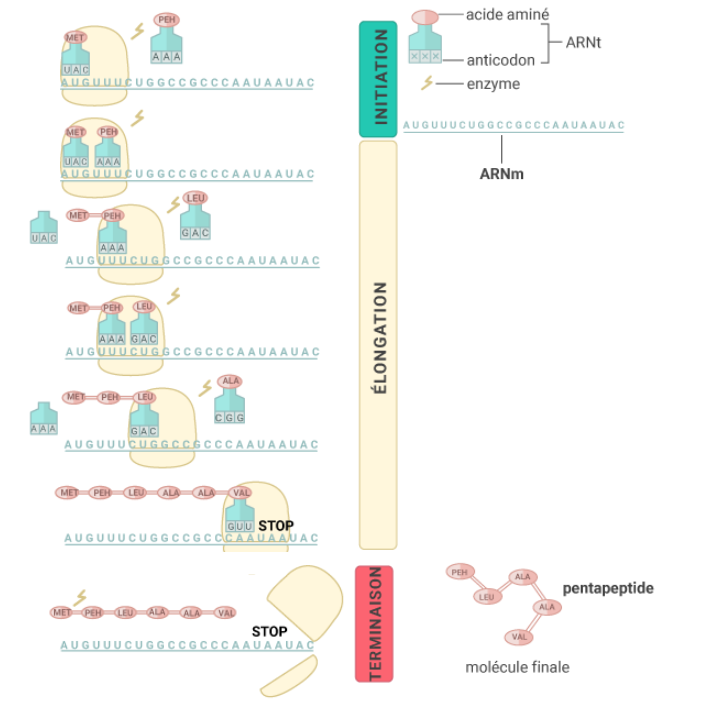 MET
PEH
UAC
AAA
AUGUUUCUGGCCGCCCAAUAAUAC
MET PEH
UAC AAA
AUGUUUCUGGCCGCCCAAUAAUAC
MET PEH
LEU
UAC
AAA
GAC
AUGUUUCUGGCCGCCCAAUAAUAC
MET PEH LEU
AAA GAC
AUGUUUCUGGCCGCCCAAUAAUAC
MET PEH LEU
ALA
AAA
GAC
CGG
AUGUUUCUGGCCGCCCAAUAAUAC
MET PEH LEU ALA ALA VAL
GUU STOP
AUGUUUCUGGCCGCCCAAUAAUAC
MET PEH LEU ALA ALA VAL
STOP
AUGUUUCUGGCCGCCCAAUAAUAC
INITIATION
ÉLONGATION
TERMINAISON
acide aminé
ARNt
XXX
anticodon
enzyme
AUGUUUCUGGCCGCCCAAUAAUAC
ARNm
PEH
LEU
ALA
ALA
VAL
pentapeptide
molécule finale